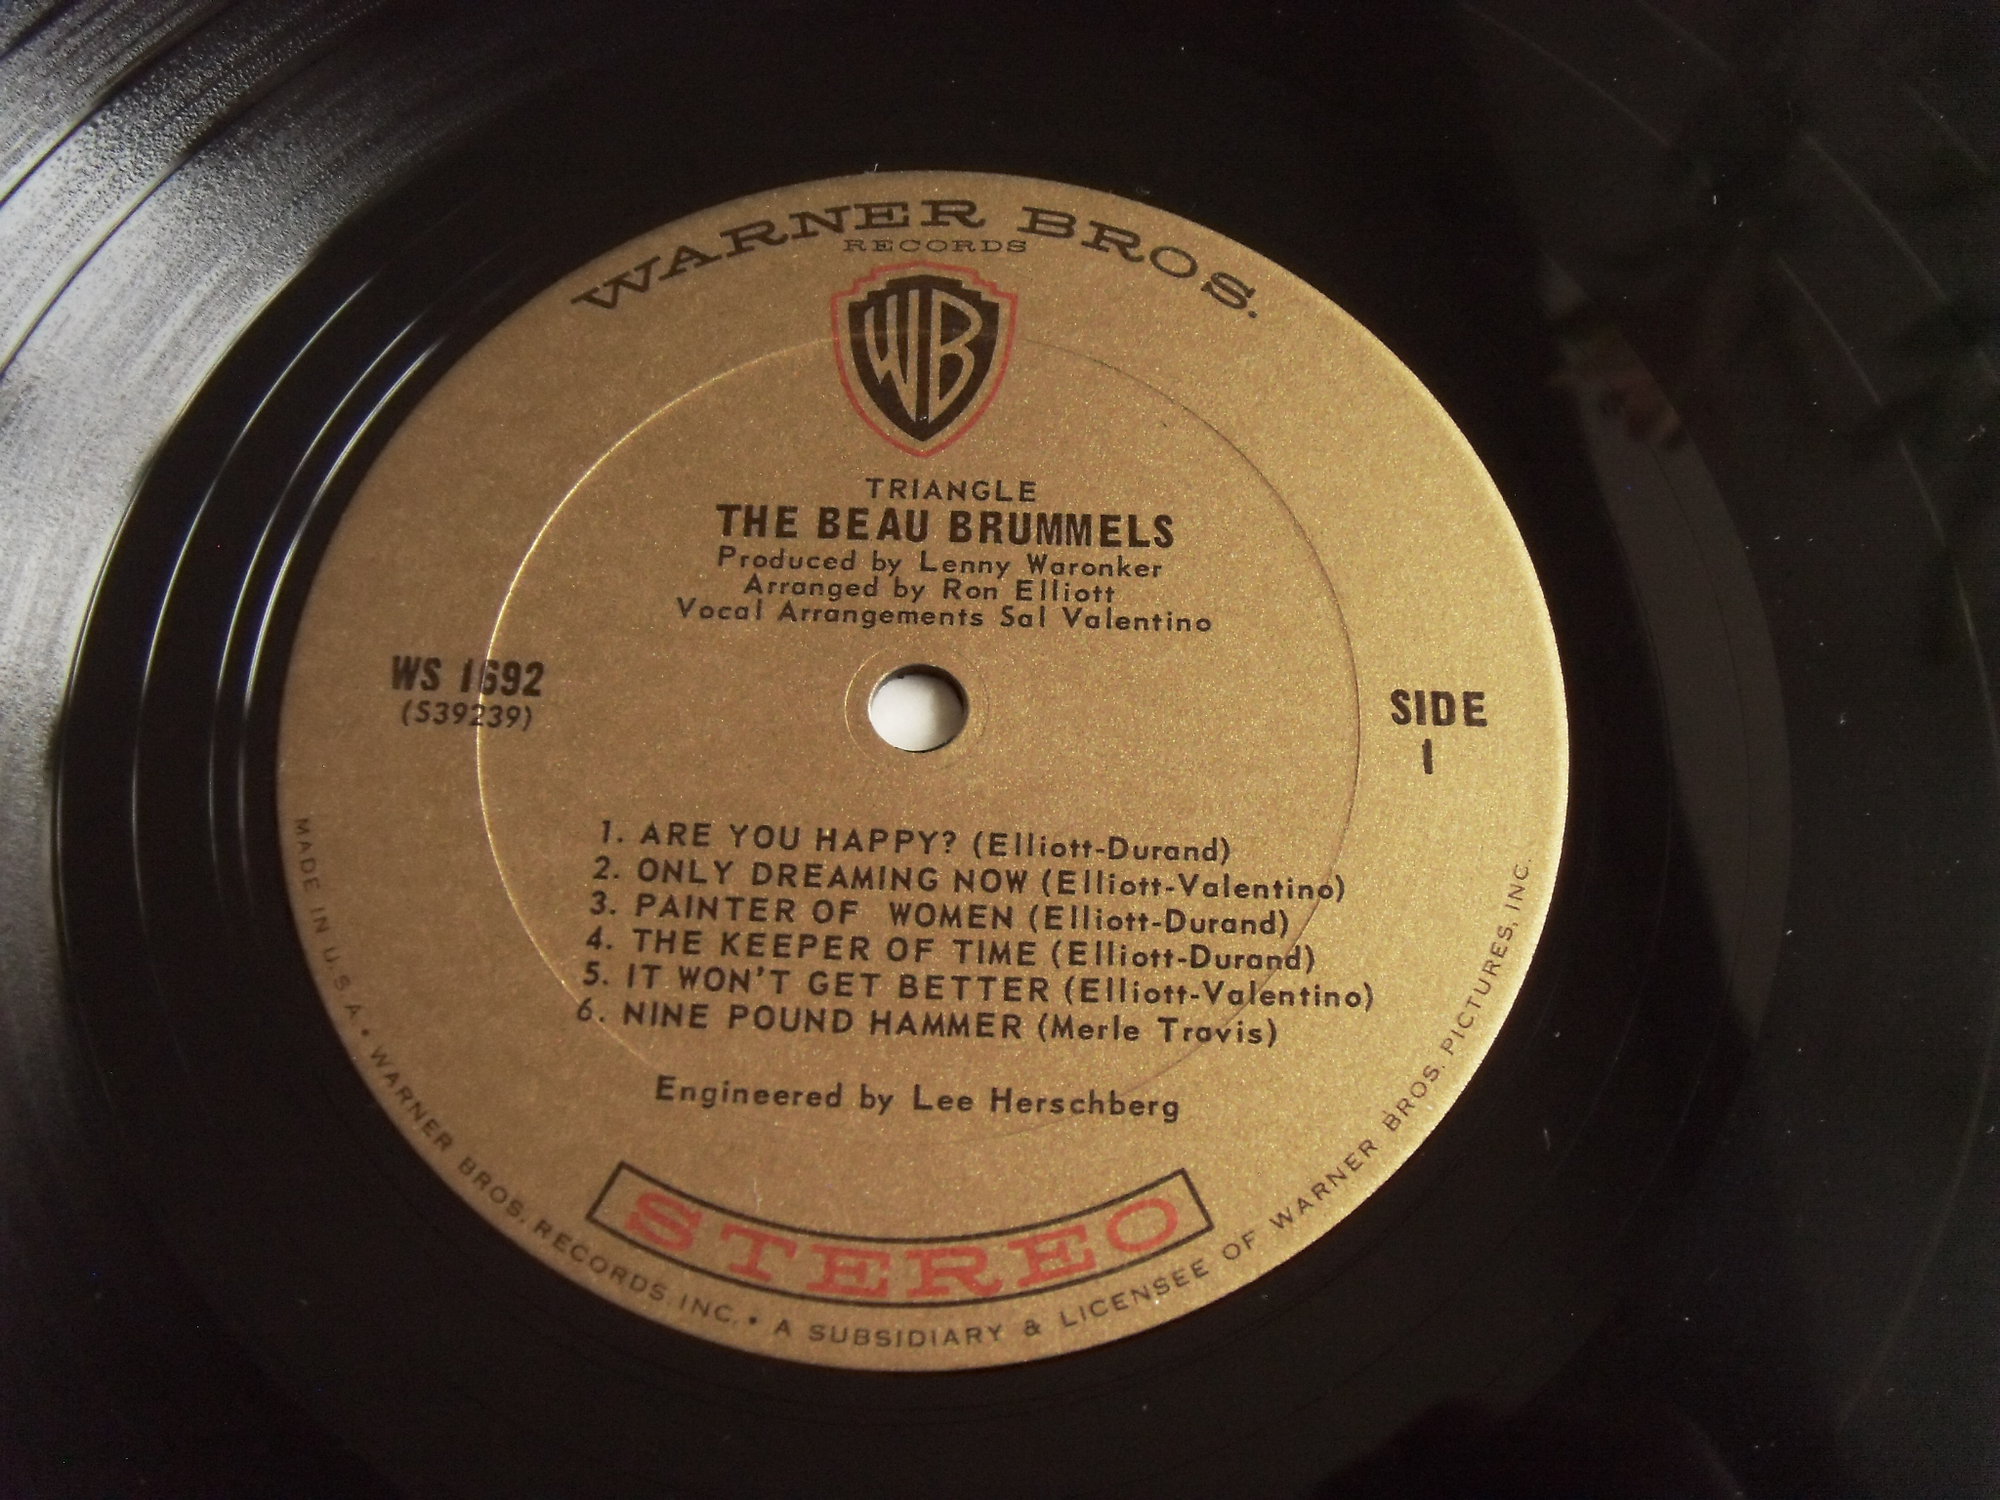 WARNER BROS.
RECORDS
WB
TRIANGLE
THE BEAU BRUMMELS
Produced by Lenny Waronker
Arranged by Ron Elliott
Vocal Arrangements Sal Valentino
WS 1692
(S39239)
SIDE
1
1. ARE YOU HAPPY? (Elliott-Durand)
2. ONLY DREAMING NOW (Elliott-Valentino)
3. PAINTER OF WOMEN (Elliott-Durand)
4. THE KEEPER OF TIME (Elliott-Durand)
5. IT WON'T GET BETTER (Elliott-Valentino)
6. NINE POUND HAMMER (Merle Travis)
Engineered by Lee Herschberg
STEREO
MADE IN U.S.A. • WARNER BROS. RECORDS, INC. • A SUBSIDIARY & LICENSEE OF WARNER BROS. PICTURES, INC.